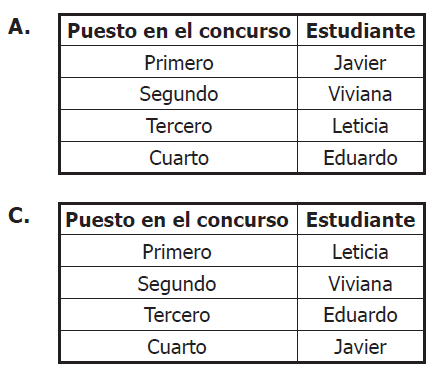 A.
Puesto en el concurso Estudiante
Primero Javier
Segundo Viviana
Tercero Leticia
Cuarto Eduardo
C.
Puesto en el concurso Estudiante
Primero Leticia
Segundo Viviana
Tercero Eduardo
Cuarto Javier